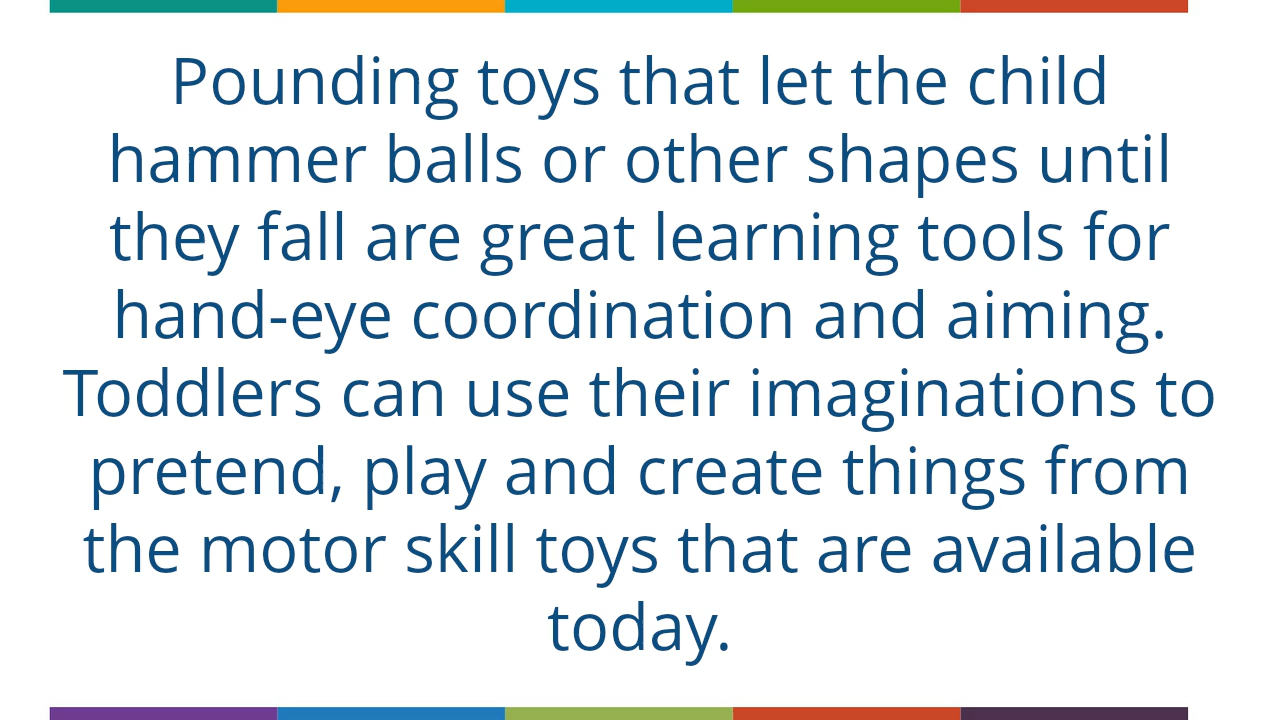 Pounding toys that let the child
hammer balls or other shapes until
they fall are great learning tools for
hand-eye coordination and aiming.
Toddlers can use their imaginations to
pretend, play and create things from
the motor skill toys that are available
today.